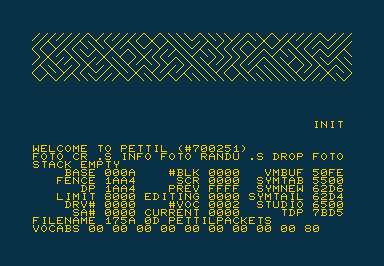 INIT
WELCOME TO PETTIL (#700251)
FOTO CR .S INFO FOTO RANDU .S DROP FOTO
STACK EMPTY
BASE 000A #BLK 0000 VMBUF 50FE
FENCE 1AA4 SCR 0000 SYMTAB 5500
DP 1AA4 PREV FFFF SYMNEW 62D6
LIMIT 8000 EDITING 0000 SYMTAIL 62D4
DRV# 0000 #VOC 0002 STUDIO 6500
SA# 0000 CURRENT 0000 TDP 7BD5
FILENAME 175A 0D PETTILPACKETS
VOCABS 00 00 00 00 00 00 00 00 00 80